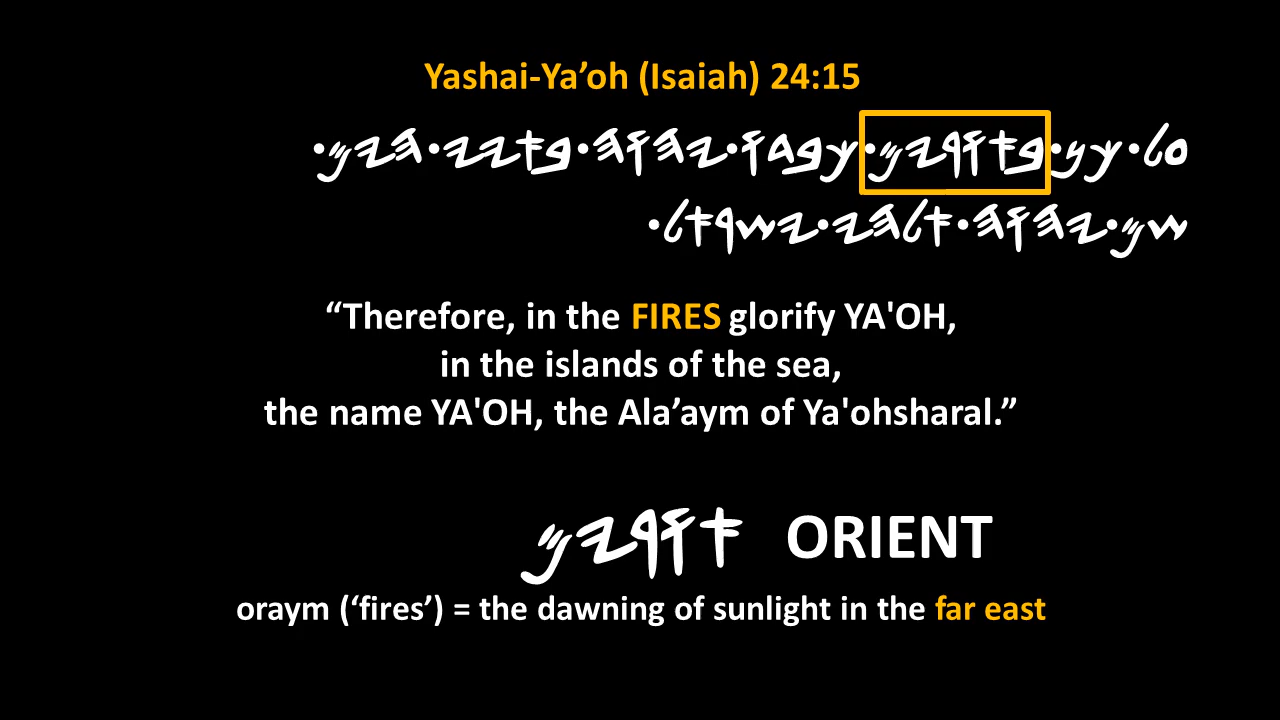 Yashai-Ya’oh (Isaiah) 24:15
𐤏𐤋·𐤊𐤍·𐤁𐤀𐤅𐤓𐤉𐤌·𐤊𐤁𐤃𐤅·𐤉𐤄𐤅𐤄·𐤁𐤀𐤉𐤉·𐤄𐤉𐤌·
𐤔𐤌·𐤉𐤄𐤅𐤄·𐤀𐤋𐤄𐤉·𐤉𐤔𐤓𐤀𐤋·
“Therefore, in the FIRES glorify YA'OH,
in the islands of the sea,
the name YA'OH, the Ala’aym of Ya'ohsharal.”
𐤀𐤅𐤓𐤉𐤌 ORIENT
oraym (‘fires’) = the dawning of sunlight in the far east